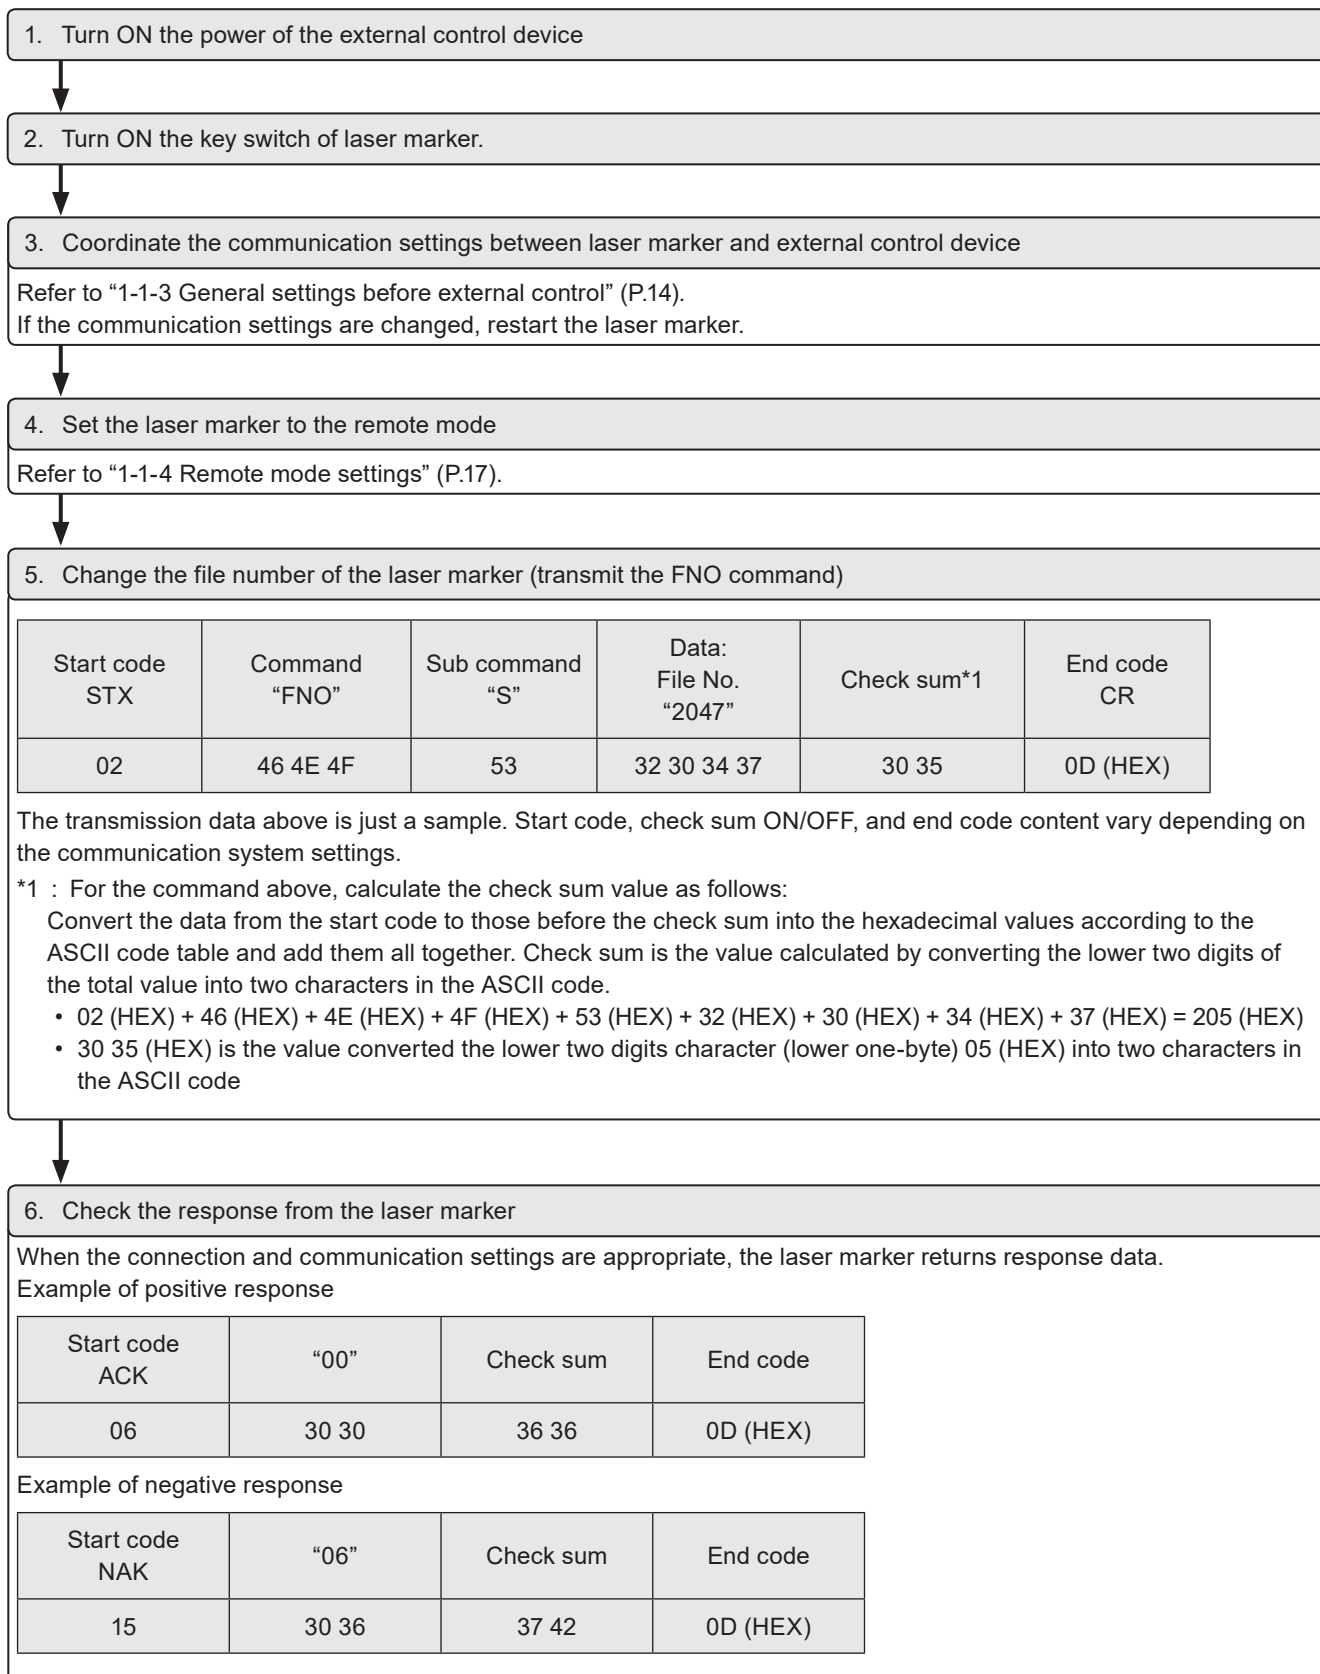 1. Turn ON the power of the external control device
2. Turn ON the key switch of laser marker.
3. Coordinate the communication settings between laser marker and external control device
Refer to “1-1-3 General settings before external control” (P.14).
If the communication settings are changed, restart the laser marker.
4. Set the laser marker to the remote mode
Refer to “1-1-4 Remote mode settings” (P.17).
5. Change the file number of the laser marker (transmit the FNO command)
Start code STX | Command “FNO” | Sub command “S” | Data: File No. “2047” | Check sum*1 | End code CR
02 | 46 4E 4F | 53 | 32 30 34 37 | 30 35 | 0D (HEX)
The transmission data above is just a sample. Start code, check sum ON/OFF, and end code content vary depending on
the communication system settings.
*1 : For the command above, calculate the check sum value as follows:
Convert the data from the start code to those before the check sum into the hexadecimal values according to the
ASCII code table and add them all together. Check sum is the value calculated by converting the lower two digits of
the total value into two characters in the ASCII code.
• 02 (HEX) + 46 (HEX) + 4E (HEX) + 4F (HEX) + 53 (HEX) + 32 (HEX) + 30 (HEX) + 34 (HEX) + 37 (HEX) = 205 (HEX)
• 30 35 (HEX) is the value converted the lower two digits character (lower one-byte) 05 (HEX) into two characters in
the ASCII code
6. Check the response from the laser marker
When the connection and communication settings are appropriate, the laser marker returns response data.
Example of positive response
Start code ACK | “00” | Check sum | End code
06 | 30 30 | 36 36 | 0D (HEX)
Example of negative response
Start code NAK | “06” | Check sum | End code
15 | 30 36 | 37 42 | 0D (HEX)